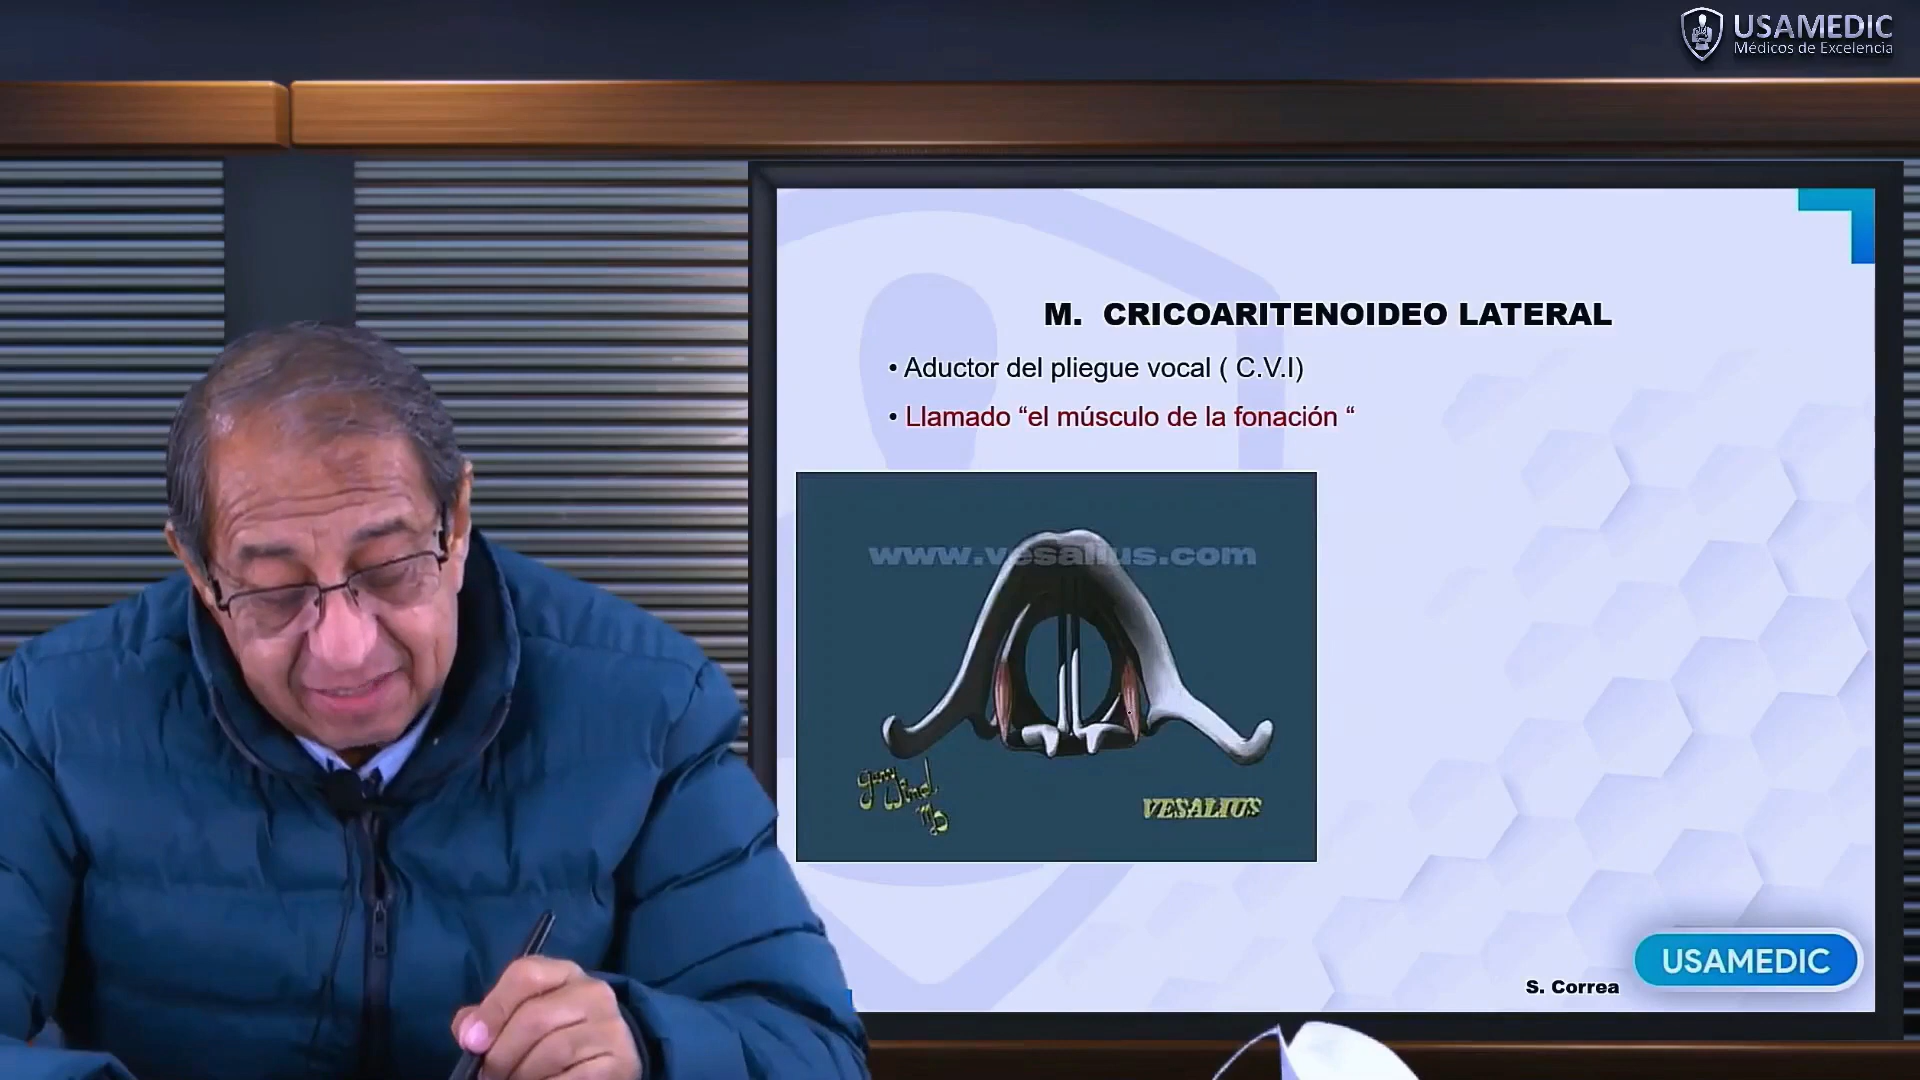 USAMEDIC
Médicos de Excelencia
M. CRICOARITENOIDEO LATERAL
• Aductor del pliegue vocal ( C.V.I)
• Llamado “el músculo de la fonación “
www.vesalius.com
VESALIUS
S. Correa
USAMEDIC